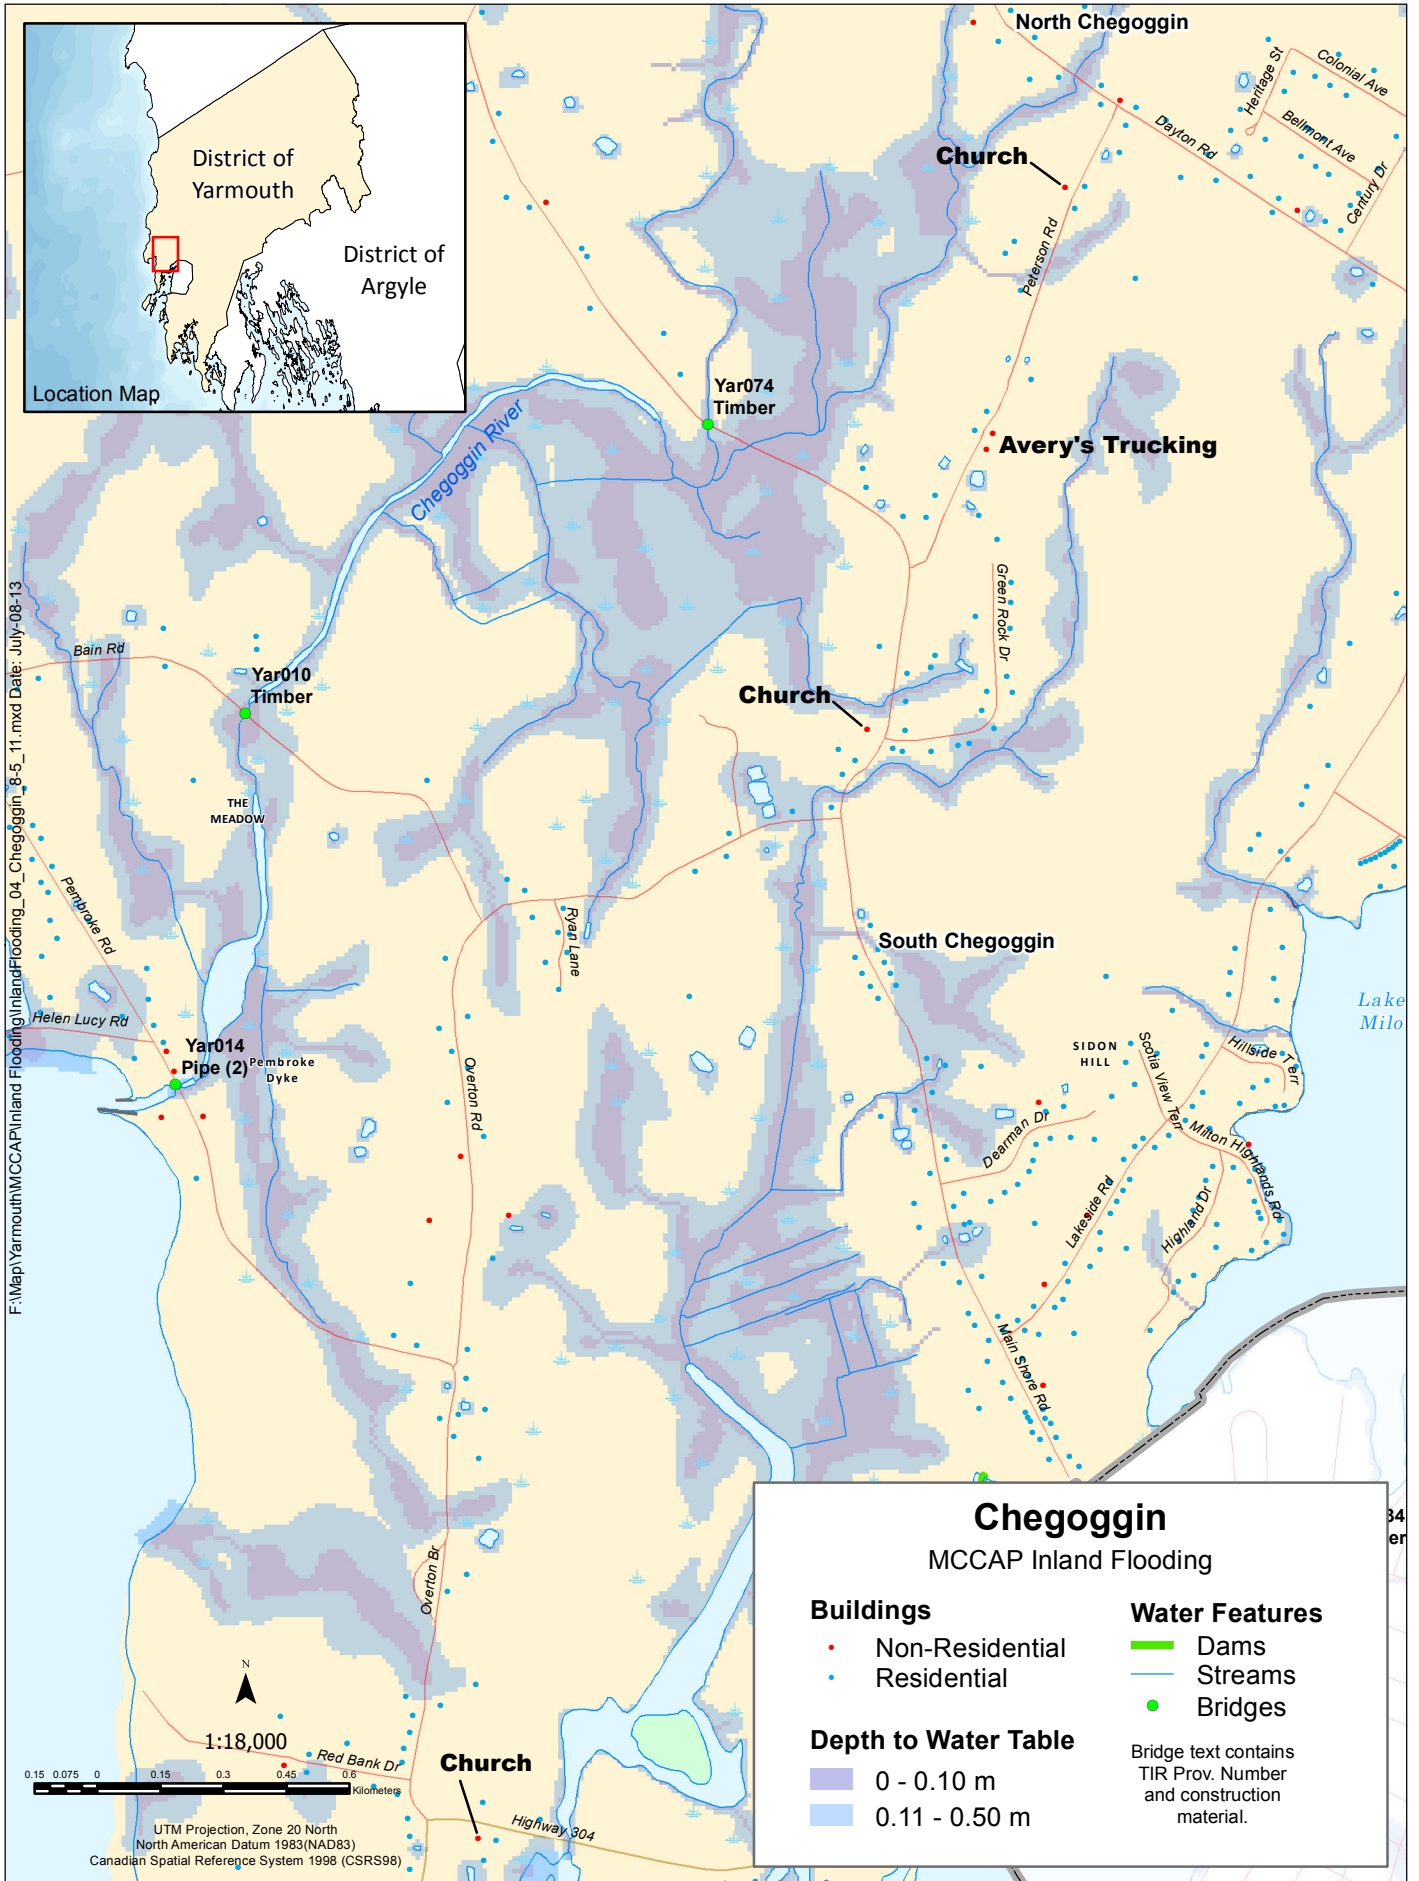 North Chegoggin
Heritage St
Colonial Ave
Bellmont Ave
Dayton Rd
Century Dr
Church
Peterson Rd
District of
Yarmouth
District of
Argyle
Location Map
Yar074
Timber
Chegoggin River
Avery's Trucking
Green Rock Dr
Bain Rd
Yar010
Timber
Church
THE
MEADOW
Pembroke Rd
Ryan Lane
South Chegoggin
Lake
Milo
Helen Lucy Rd
Yar014
Pipe (2)
Pembroke
Dyke
Overton Rd
SIDON
HILL
Scotia View Terr
Hillside Terr
Dearman Dr
Milton Highlands Rd
Lakeside Rd
Highland Dr
Main Shore Rd
Overton Br
F:\Map\Yarmouth\MCCAP\Inland Flooding\InlandFlooding_04_Chegoggin_8-5_11.mxd Date: July-08-13
34
er
Chegoggin
MCCAP Inland Flooding
Buildings
Non-Residential
Residential
Depth to Water Table
0 - 0.10 m
0.11 - 0.50 m
Water Features
Dams
Streams
Bridges
Bridge text contains
TIR Prov. Number
and construction
material.
N
1:18,000
Red Bank Dr
0.15 0.075 0 0.15 0.3 0.45 0.6
Kilometers
Church
Highway 304
UTM Projection, Zone 20 North
North American Datum 1983(NAD83)
Canadian Spatial Reference System 1998 (CSRS98)